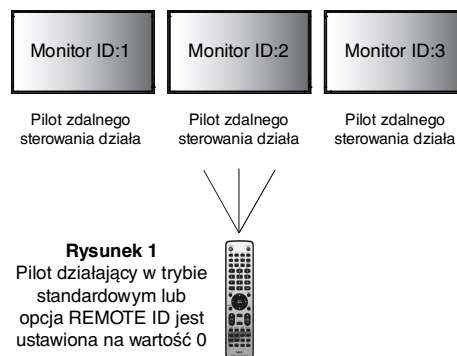 Monitor ID:1
Monitor ID:2
Monitor ID:3
Pilot zdalnego
sterowania działa
Pilot zdalnego
sterowania działa
Pilot zdalnego
sterowania działa
Rysunek 1
Pilot działający w trybie
standardowym lub
opcja REMOTE ID jest
ustawiona na wartość 0